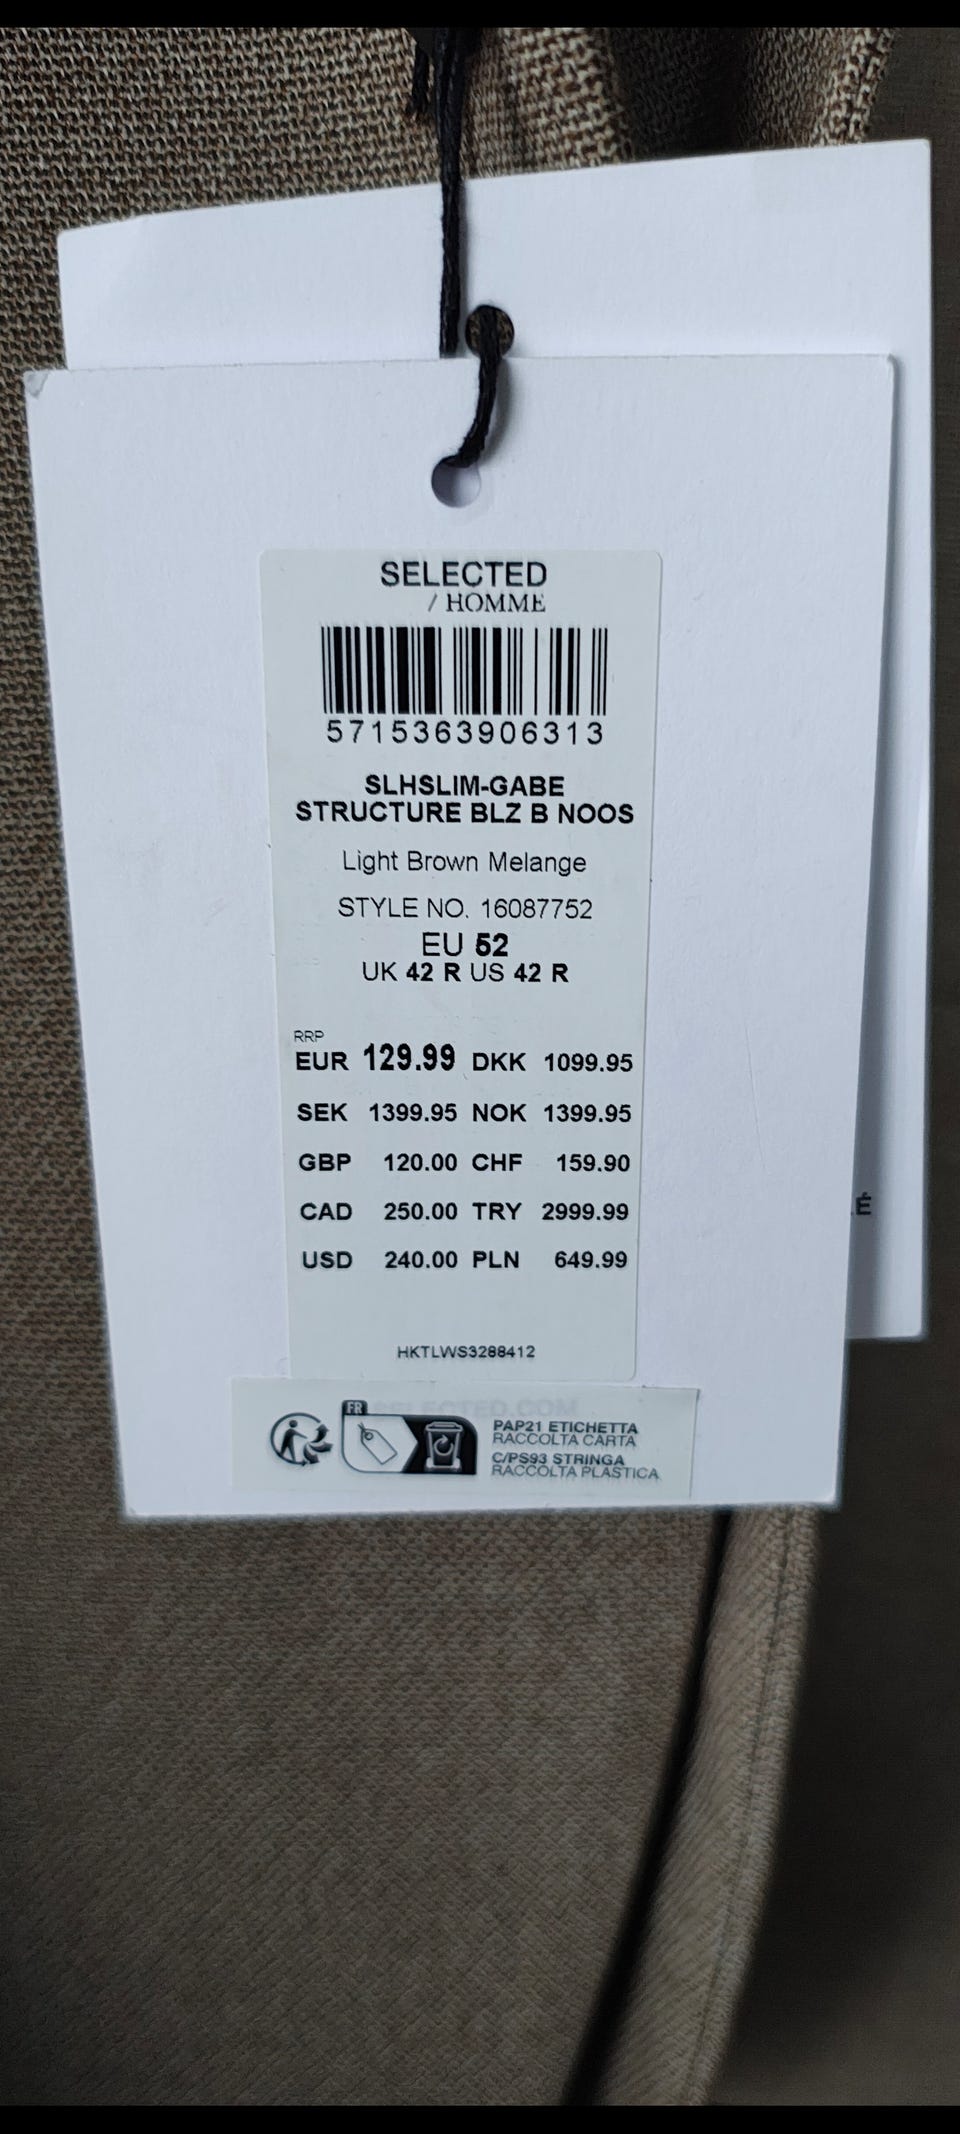 SELECTED
/ HOMME
5715363906313
SLHSLIM-GABE
STRUCTURE BLZ B NOOS
Light Brown Melange
STYLE NO. 16087752
EU 52
UK 42 R US 42 R
RRP
EUR 129.99 DKK 1099.95
SEK 1399.95 NOK 1399.95
GBP 120.00 CHF 159.90
CAD 250.00 TRY 2999.99
USD 240.00 PLN 649.99
HKTLWS3288412
SELECTED.COM
FR
PAP21 ETICHETTA
RACCOLTA CARTA
C/PS93 STRINGA
RACCOLTA PLASTICA